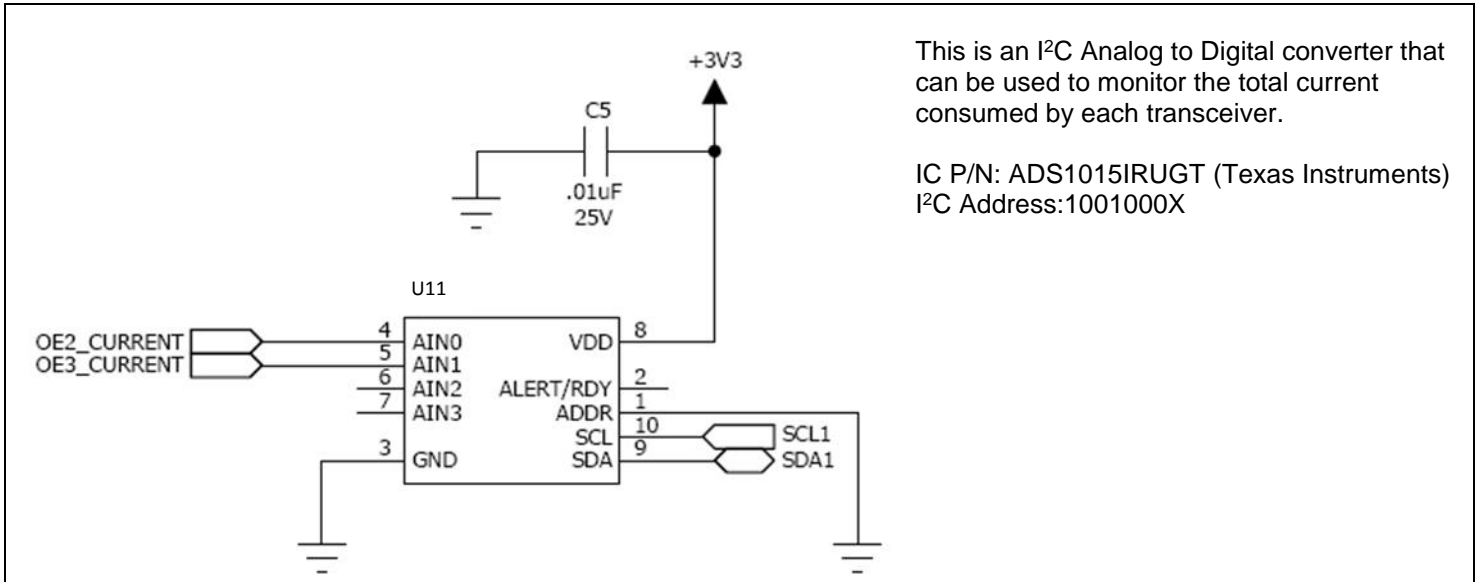 This is an I²C Analog to Digital converter that
can be used to monitor the total current
consumed by each transceiver.
IC P/N: ADS1015IRUGT (Texas Instruments)
I²C Address:1001000X
+3V3
C5
.01uF
25V
U11
OE2_CURRENT 4 AIN0 VDD 8
OE3_CURRENT 5 AIN1
6 AIN2 ALERT/RDY 2
7 AIN3 ADDR 1
SCL 10 SCL1
3 GND SDA 9 SDA1